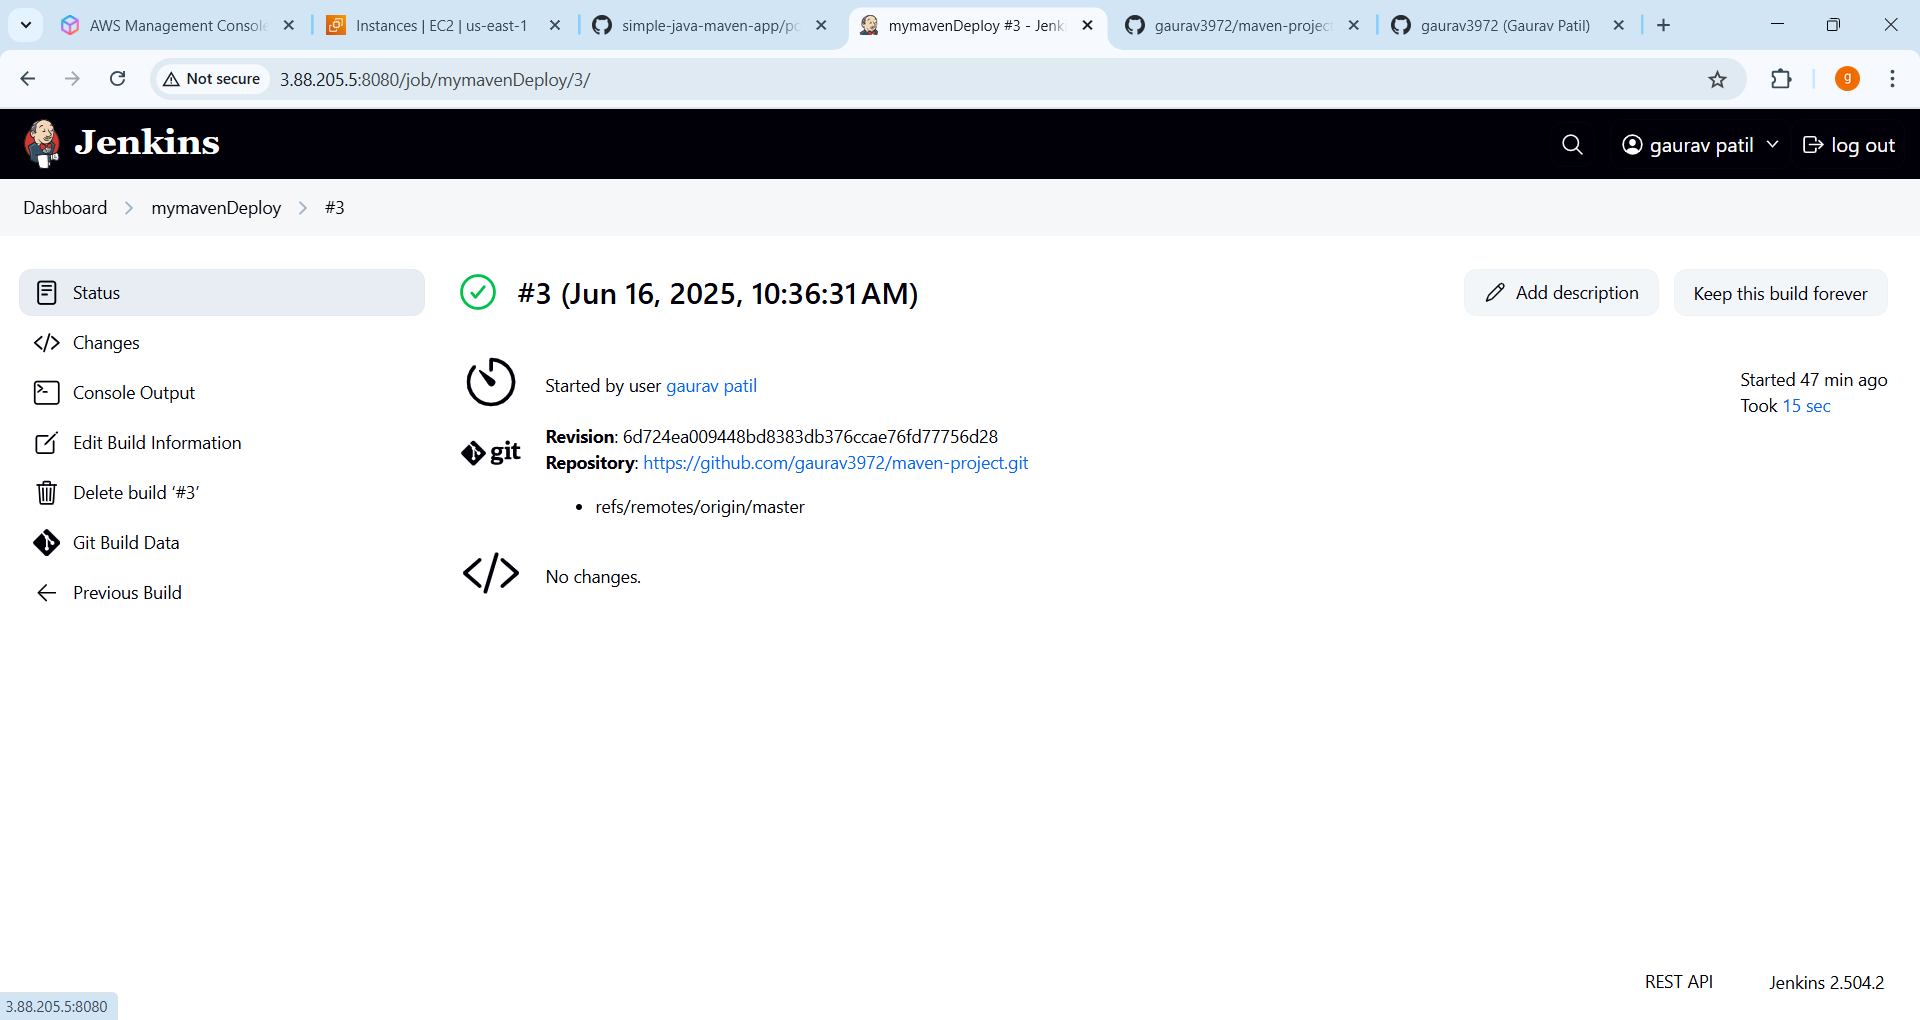 AWS Management Console
Instances | EC2 | us-east-1
simple-java-maven-app/po
mymavenDeploy #3 - Jenk
gaurav3972/maven-project
gaurav3972 (Gaurav Patil)
Not secure
3.88.205.5:8080/job/mymavenDeploy/3/
g
Jenkins
gaurav patil
log out
Dashboard
mymavenDeploy
#3
Status
Changes
Console Output
Edit Build Information
Delete build ‘#3’
Git Build Data
Previous Build
#3 (Jun 16, 2025, 10:36:31 AM)
Add description
Keep this build forever
Started by user gaurav patil
Started 47 min ago
Took 15 sec
git
Revision: 6d724ea009448bd8383db376ccae76fd77756d28
Repository: https://github.com/gaurav3972/maven-project.git
• refs/remotes/origin/master
No changes.
REST API
Jenkins 2.504.2
3.88.205.5:8080